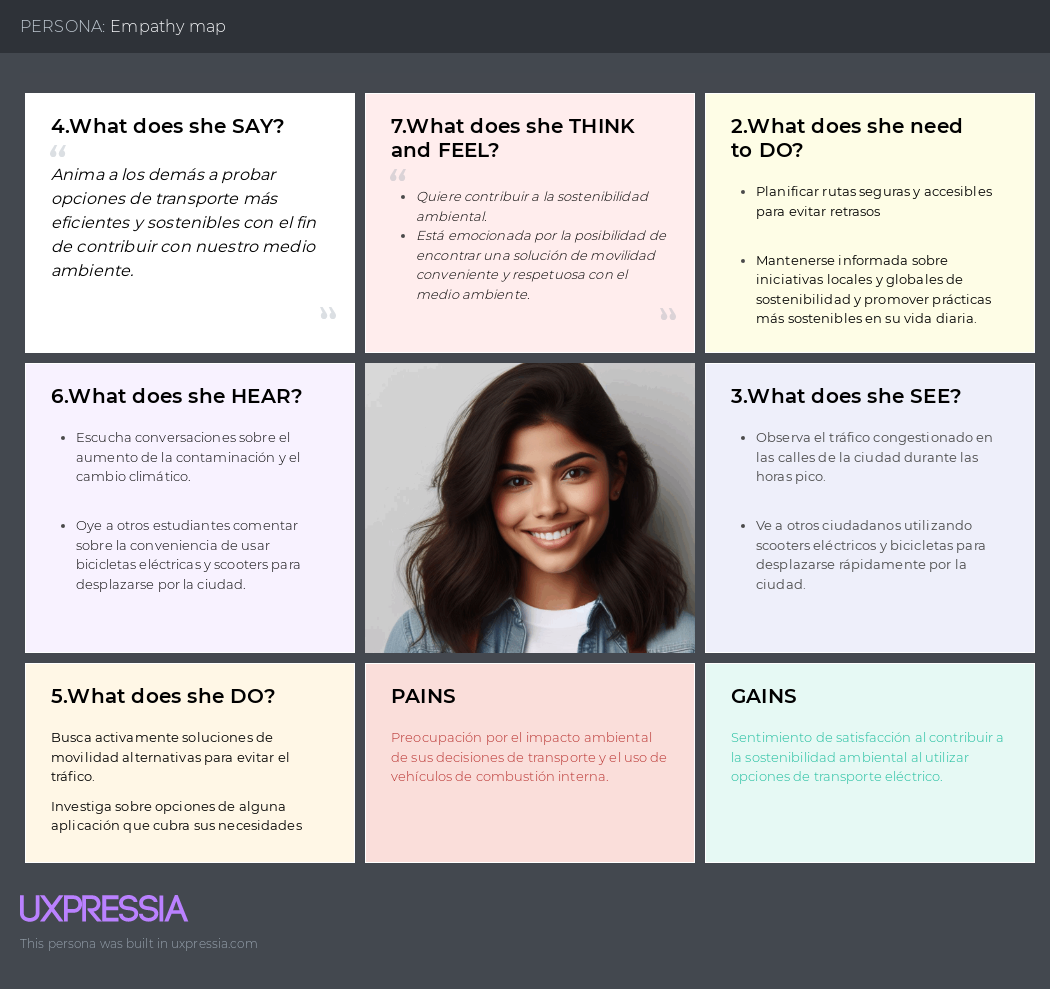 PERSONA: Empathy map
4.What does she SAY?
“
Anima a los demás a probar
opciones de transporte más
eficientes y sostenibles con el fin
de contribuir con nuestro medio
ambiente.
”
7.What does she THINK
and FEEL?
“
• Quiere contribuir a la sostenibilidad
ambiental.
• Está emocionada por la posibilidad de
encontrar una solución de movilidad
conveniente y respetuosa con el
medio ambiente.
”
2.What does she need
to DO?
• Planificar rutas seguras y accesibles
para evitar retrasos
• Mantenerse informada sobre
iniciativas locales y globales de
sostenibilidad y promover prácticas
más sostenibles en su vida diaria.
6.What does she HEAR?
• Escucha conversaciones sobre el
aumento de la contaminación y el
cambio climático.
• Oye a otros estudiantes comentar
sobre la conveniencia de usar
bicicletas eléctricas y scooters para
desplazarse por la ciudad.
3.What does she SEE?
• Observa el tráfico congestionado en
las calles de la ciudad durante las
horas pico.
• Ve a otros ciudadanos utilizando
scooters eléctricos y bicicletas para
desplazarse rápidamente por la
ciudad.
5.What does she DO?
Busca activamente soluciones de
movilidad alternativas para evitar el
tráfico.
Investiga sobre opciones de alguna
aplicación que cubra sus necesidades
PAINS
Preocupación por el impacto ambiental
de sus decisiones de transporte y el uso de
vehículos de combustión interna.
GAINS
Sentimiento de satisfacción al contribuir a
la sostenibilidad ambiental al utilizar
opciones de transporte eléctrico.
UXPRESSIA
This persona was built in uxpressia.com